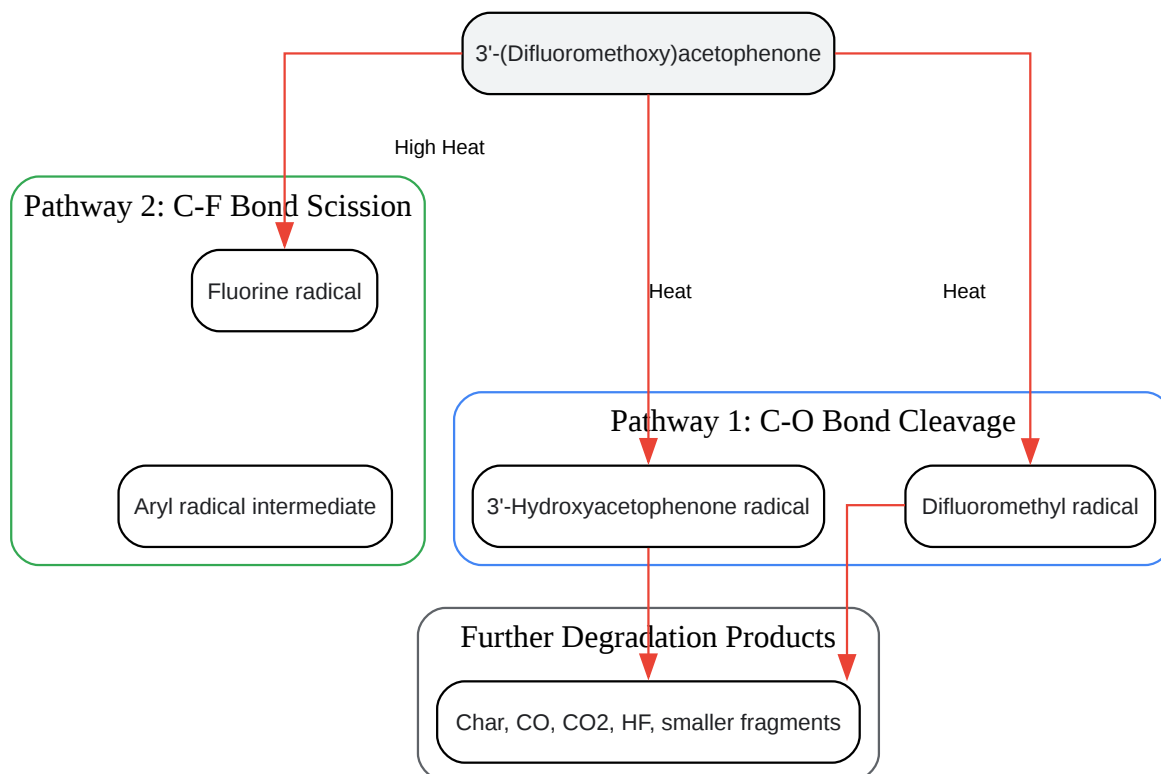 3'-(Difluoromethoxy)acetophenone
High Heat
Pathway 2: C-F Bond Scission
Fluorine radical
Heat
Heat
Pathway 1: C-O Bond Cleavage
Aryl radical intermediate
3'-Hydroxyacetophenone radical
Difluoromethyl radical
Further Degradation Products
Char, CO, CO2, HF, smaller fragments